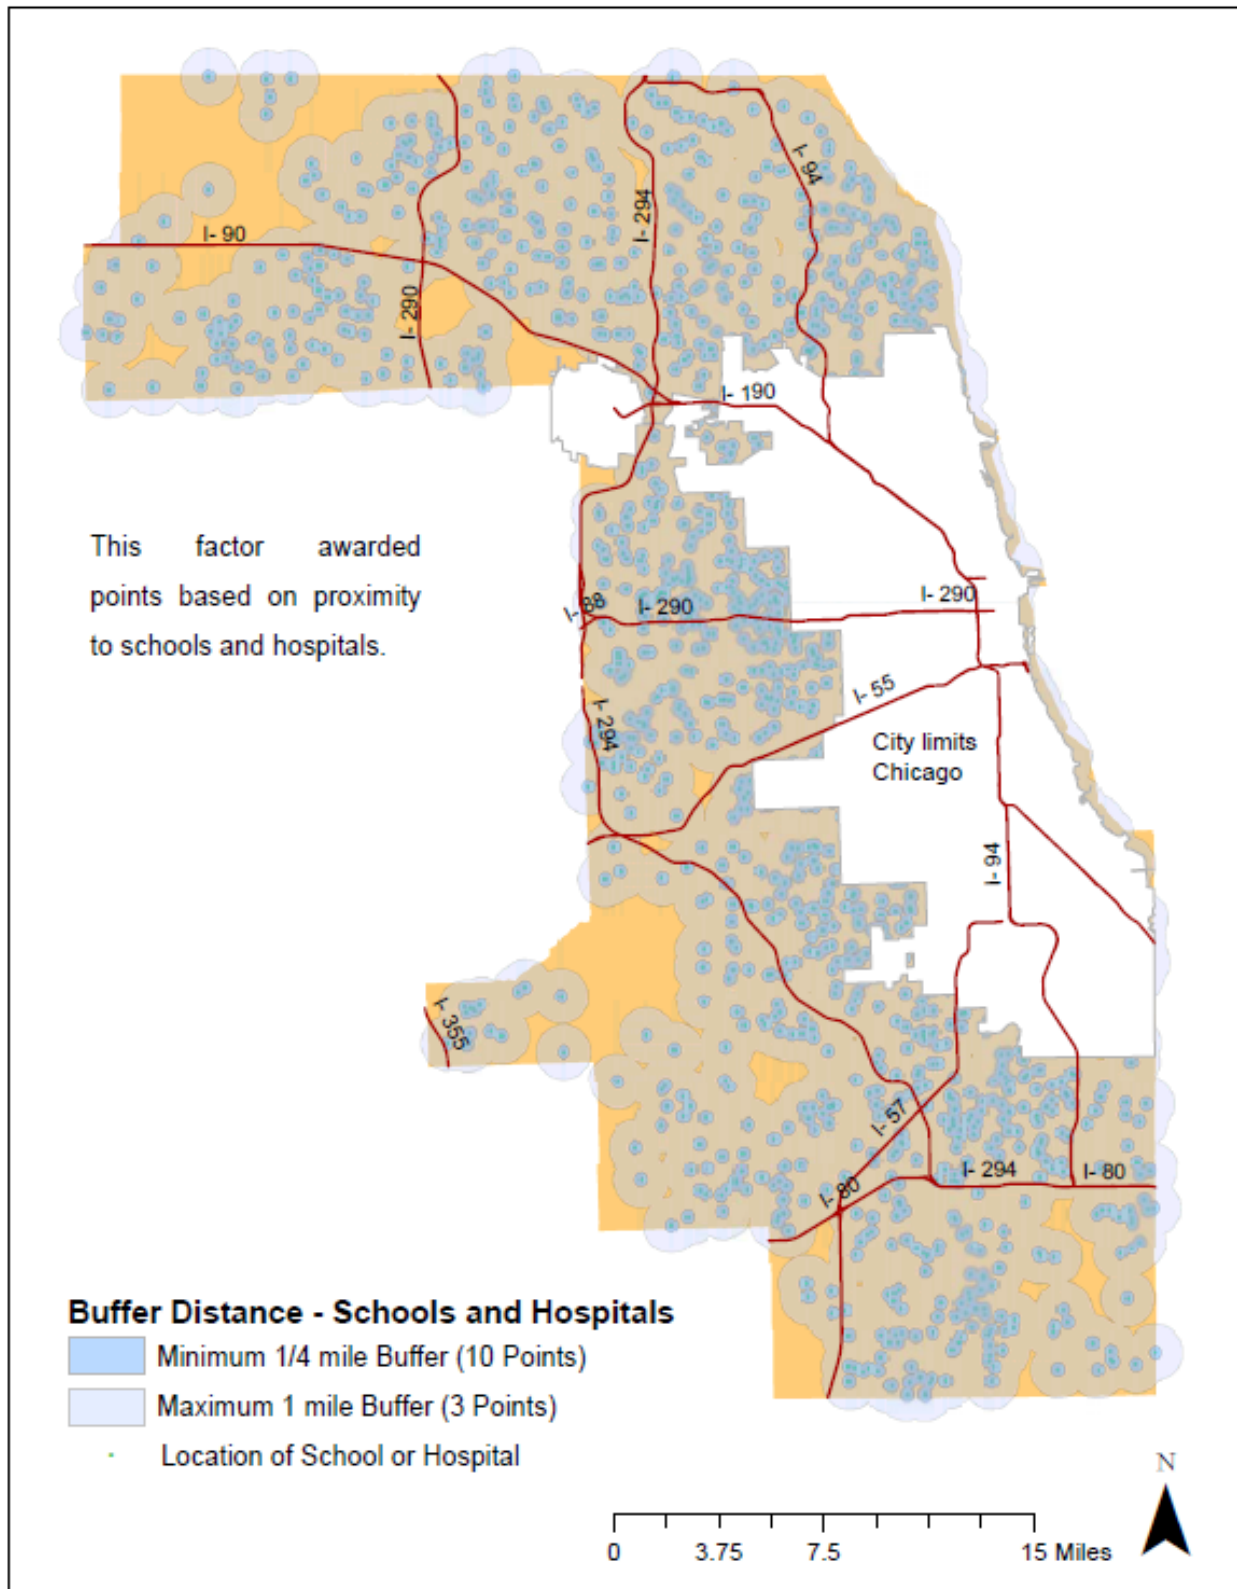 I- 94
I- 294
I- 90
I- 290
I- 190
This factor awarded
points based on proximity
to schools and hospitals.
I- 88
I- 290
I- 290
I- 55
I- 294
City limits
Chicago
I- 94
I- 355
I- 57
I- 294
I- 80
I- 80
Buffer Distance - Schools and Hospitals
Minimum 1/4 mile Buffer (10 Points)
Maximum 1 mile Buffer (3 Points)
Location of School or Hospital
N
0 3.75 7.5 15 Miles